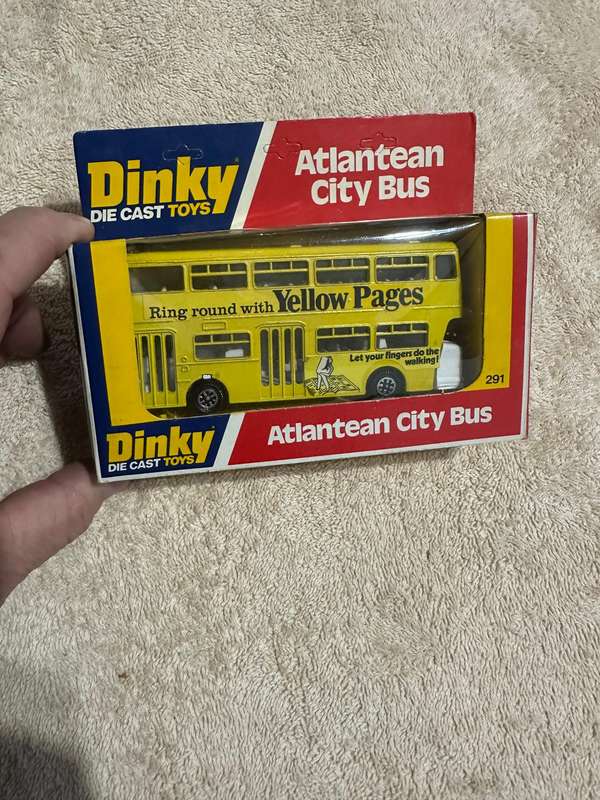 Dinky
DIE CAST TOYS
Atlantean
City Bus
Ring round with Yellow Pages
Let your fingers do the
walking!
291
Dinky
DIE CAST TOYS
Atlantean City Bus